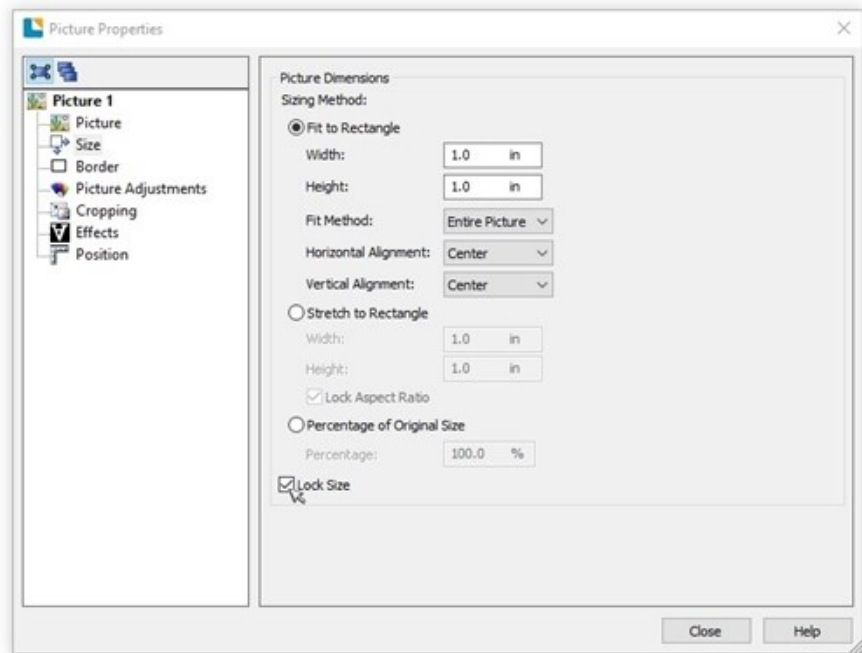 Picture Properties
Picture 1
Picture
Size
Border
Picture Adjustments
Cropping
Effects
Position
Picture Dimensions
Sizing Method:
Fit to Rectangle
Width: 1.0 in
Height: 1.0 in
Fit Method: Entire Picture
Horizontal Alignment: Center
Vertical Alignment: Center
Stretch to Rectangle
Width: 1.0 in
Height: 1.0 in
Lock Aspect Ratio
Percentage of Original Size
Percentage: 100.0 %
Lock Size
Close Help